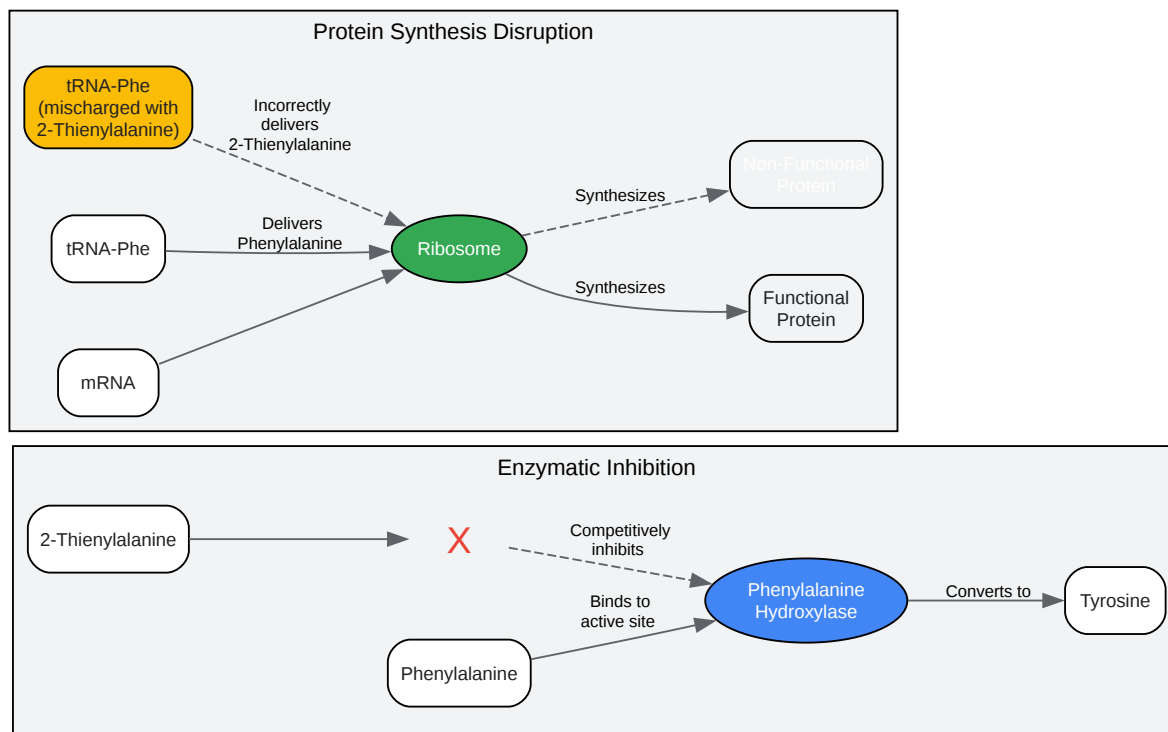 Protein Synthesis Disruption
tRNA-Phe
(mischarged with
2-Thienylalanine)
Incorrectly
delivers
2-Thienylalanine
Non-Functional
Protein
Synthesizes
tRNA-Phe
Delivers
Phenylalanine
Ribosome
Synthesizes
Functional
Protein
mRNA
Enzymatic Inhibition
2-Thienylalanine
X
Competitively
inhibits
Phenylalanine
Hydroxylase
Converts to
Tyrosine
Binds to
active site
Phenylalanine